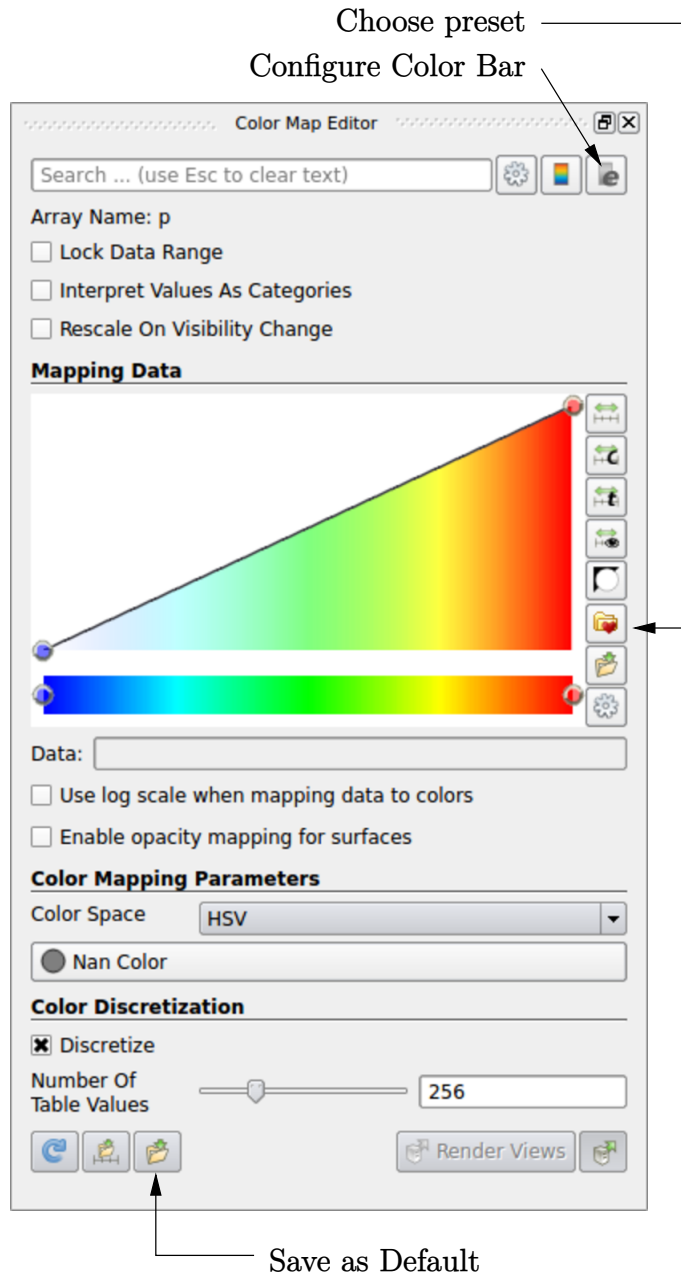 Choose preset
Configure Color Bar
Color Map Editor
Search ... (use Esc to clear text)
e
Array Name: p
Lock Data Range
Interpret Values As Categories
Rescale On Visibility Change
Mapping Data
C
t
Data:
Use log scale when mapping data to colors
Enable opacity mapping for surfaces
Color Mapping Parameters
Color Space HSV
Nan Color
Color Discretization
Discretize
Number Of
Table Values
256
Render Views
Save as Default